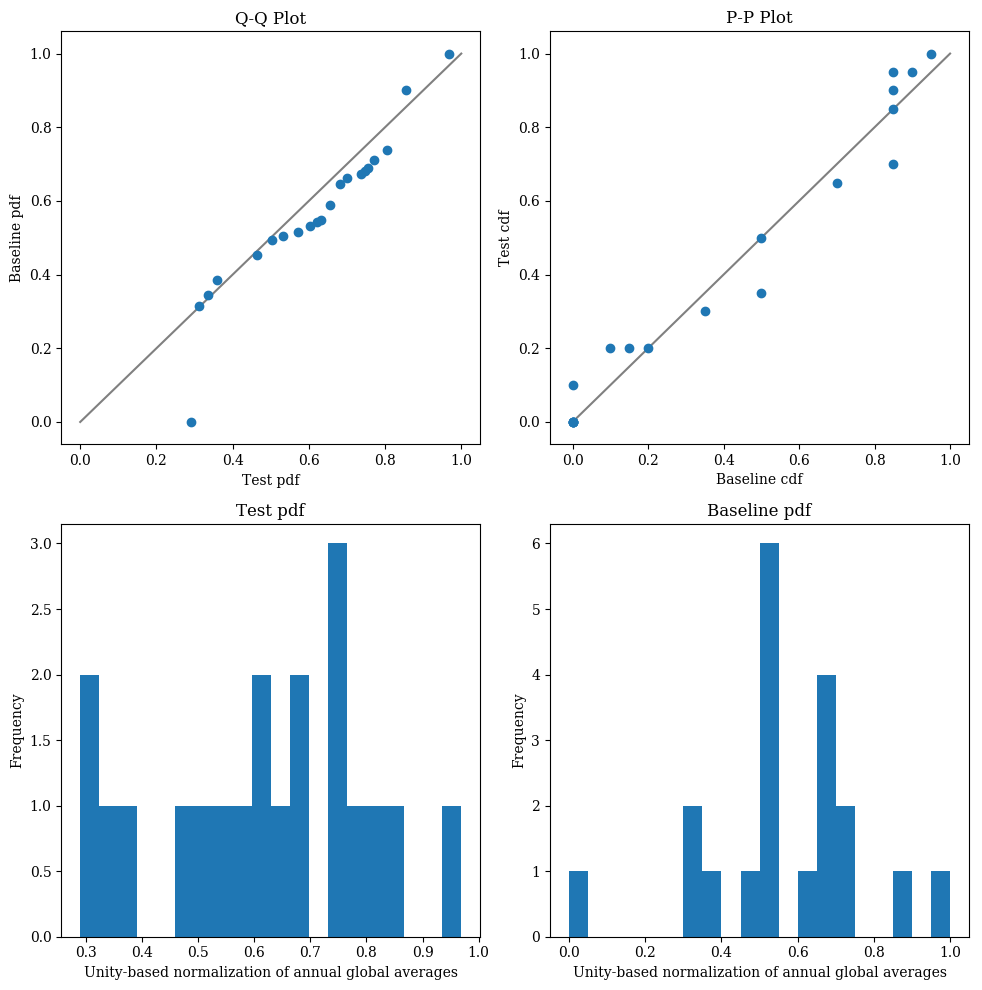 Q-Q Plot
1.0
0.8
0.6
0.4
0.2
0.0
Baseline pdf
0.0 0.2 0.4 0.6 0.8 1.0
Test pdf
P-P Plot
1.0
0.8
0.6
0.4
0.2
0.0
Test cdf
0.0 0.2 0.4 0.6 0.8 1.0
Baseline cdf
Test pdf
3.0
2.5
2.0
1.5
1.0
0.5
0.0
Frequency
0.3 0.4 0.5 0.6 0.7 0.8 0.9 1.0
Unity-based normalization of annual global averages
Baseline pdf
6
5
4
3
2
1
0
Frequency
0.0 0.2 0.4 0.6 0.8 1.0
Unity-based normalization of annual global averages